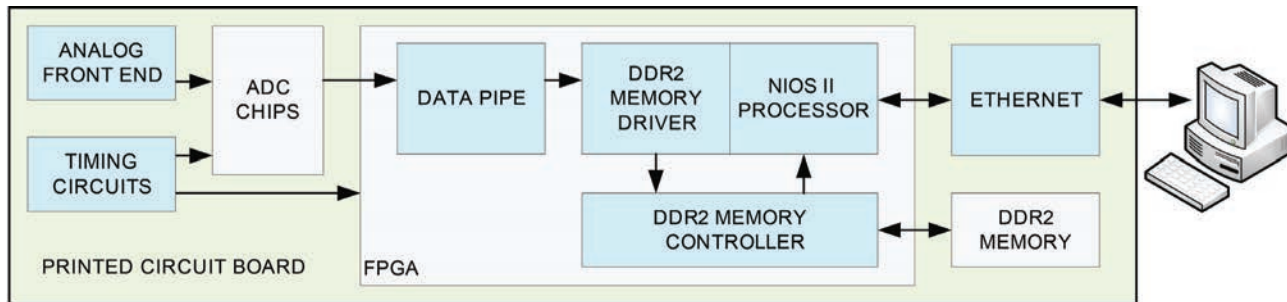 ANALOG
FRONT END
TIMING
CIRCUITS
PRINTED CIRCUIT BOARD
ADC
CHIPS
FPGA
DATA PIPE
DDR2
MEMORY
DRIVER
NIOS II
PROCESSOR
DDR2 MEMORY
CONTROLLER
ETHERNET
DDR2
MEMORY